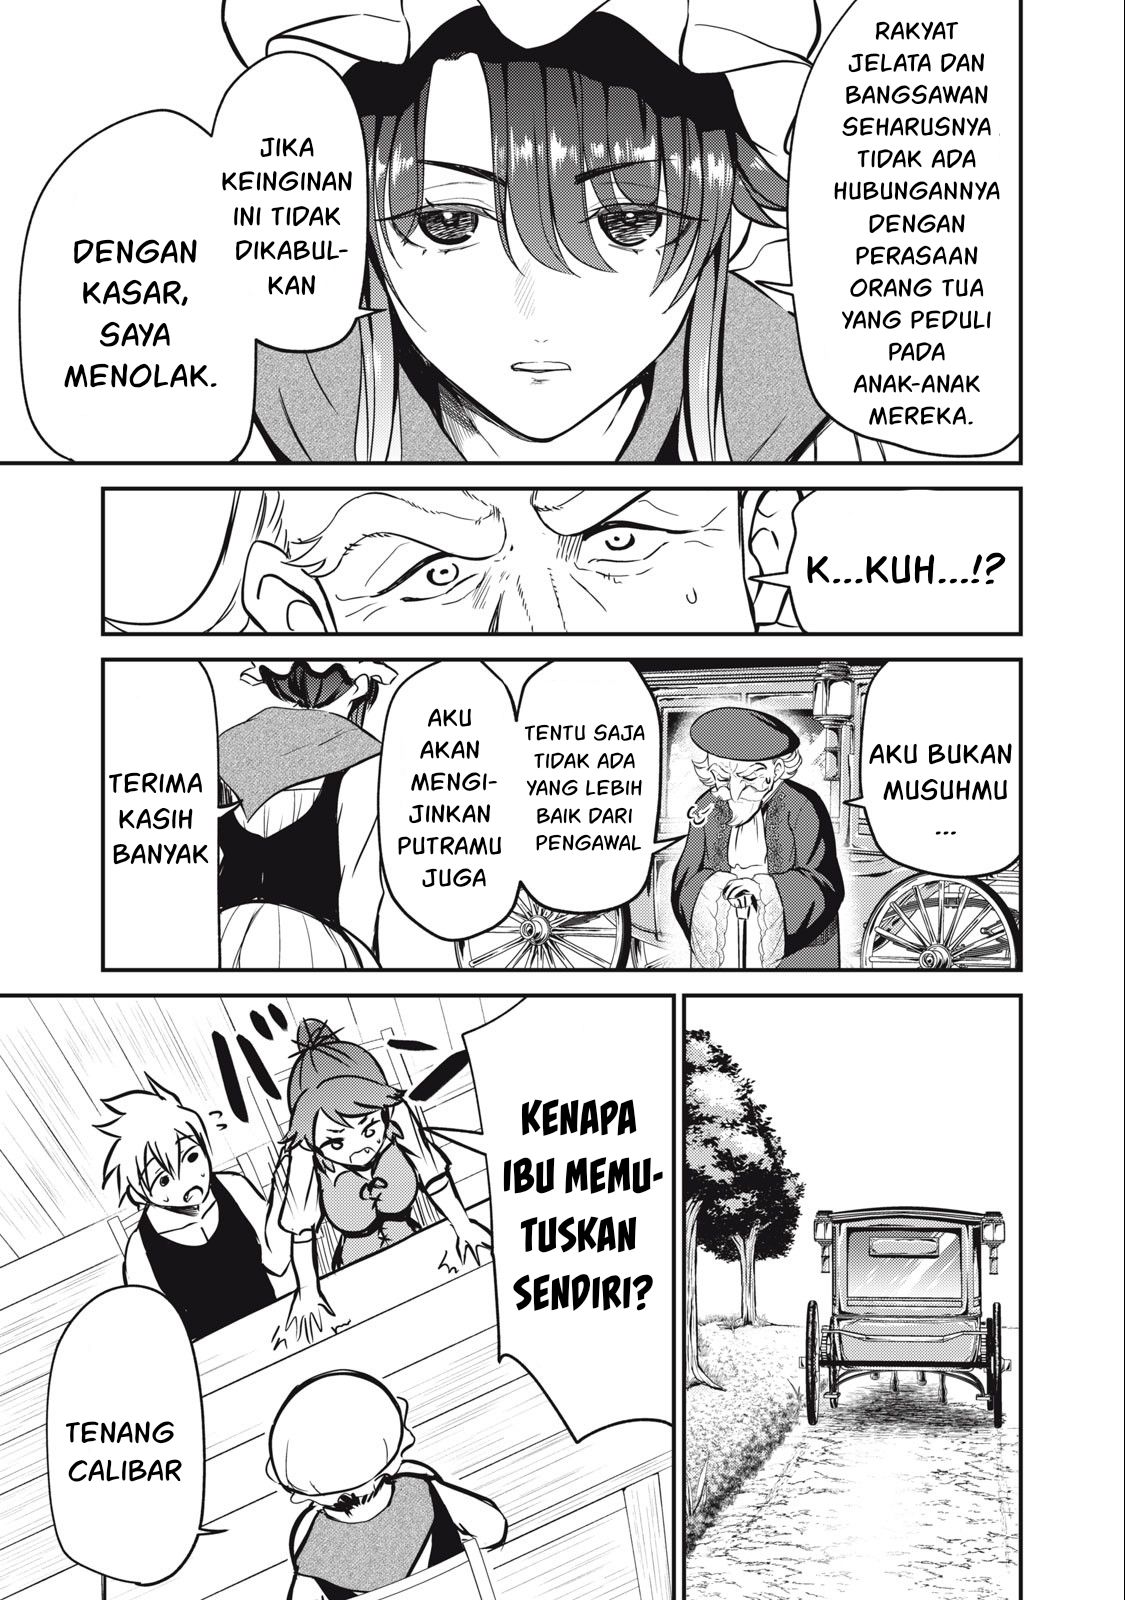 RAKYAT
JELATA DAN
BANGSAWAN
SEHARUSNYA
TIDAK ADA
HUBUNGANNYA
DENGAN
PERASAAN
ORANG TUA
YANG PEDULI
PADA
ANAK-ANAK
MEREKA.
JIKA
KEINGINAN
INI TIDAK
DIKABUL-
KAN
DENGAN
KASAR,
SAYA
MENOLAK.
K...KUH...!?
AKU BUKAN
MUSUHMU
...
TENTU SAJA
TIDAK ADA
YANG LEBIH
BAIK DARI
PENGAWAL
AKU
AKAN
MENGI-
JINKAN
PUTRAMU
JUGA
TERIMA
KASIH
BANYAK
KENAPA
IBU MEMU-
TUSKAN
SENDIRI?
TENANG
CALIBAR